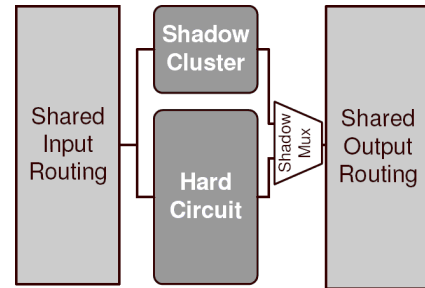 Shared
Input
Routing
Shadow
Cluster
Hard
Circuit
Shadow
Mux
Shared
Output
Routing